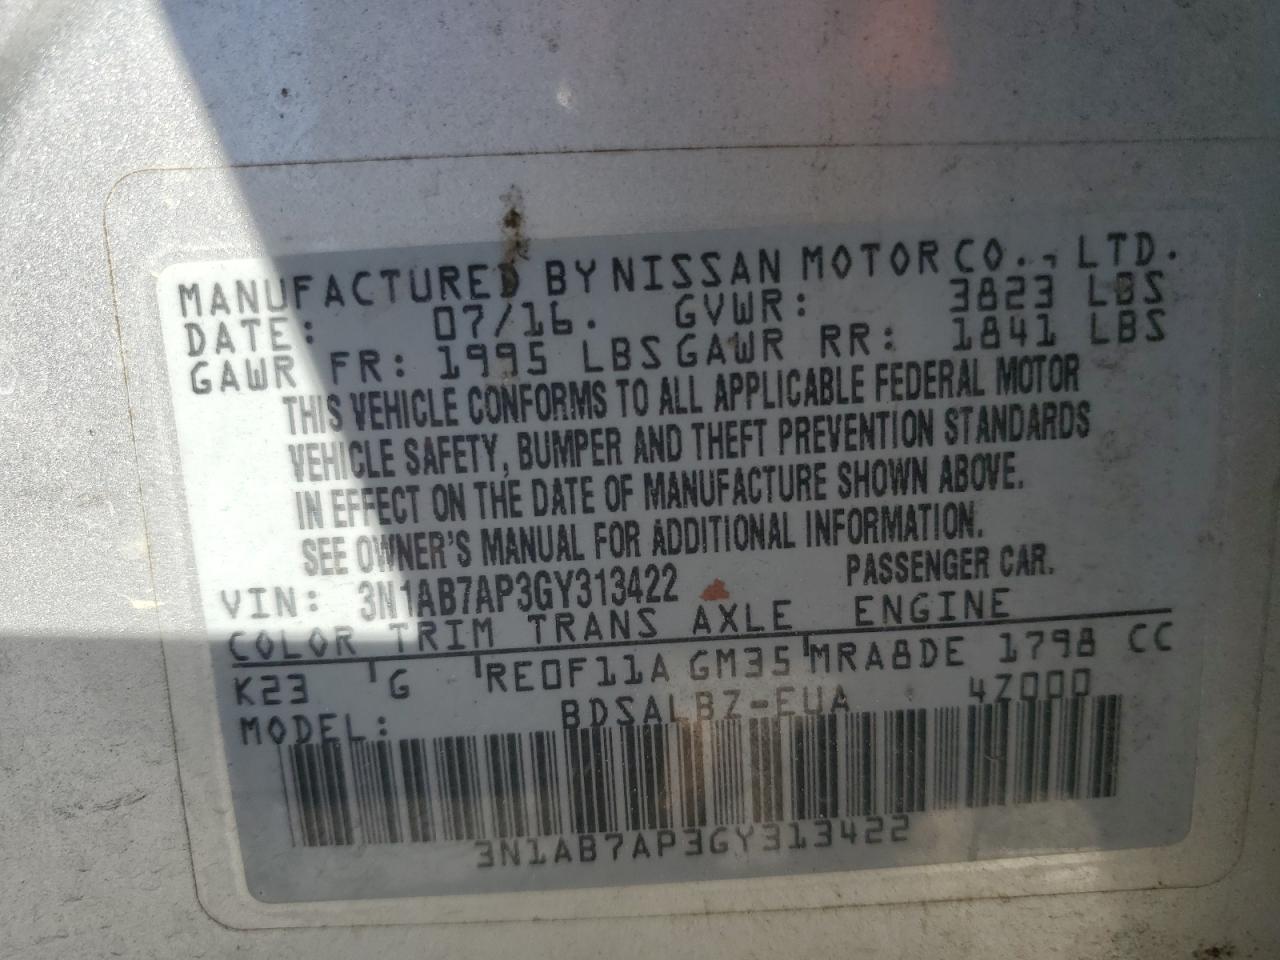 MANUFACTURED BY NISSAN MOTOR CO., LTD.
DATE: 07/16. GVWR: 3823 LBS
GAWR FR: 1995 LBS GAWR RR: 1841 LBS
THIS VEHICLE CONFORMS TO ALL APPLICABLE FEDERAL MOTOR
VEHICLE SAFETY, BUMPER AND THEFT PREVENTION STANDARDS
IN EFFECT ON THE DATE OF MANUFACTURE SHOWN ABOVE.
SEE OWNER'S MANUAL FOR ADDITIONAL INFORMATION.
VIN: 3N1AB7AP3GY313422 PASSENGER CAR.
COLOR TRIM TRANS AXLE ENGINE
K23 G RE0F11A GM35 MRA8DE 1798 CC
MODEL: BDSALBZ-EUA 4Z000
3N1AB7AP3GY313422